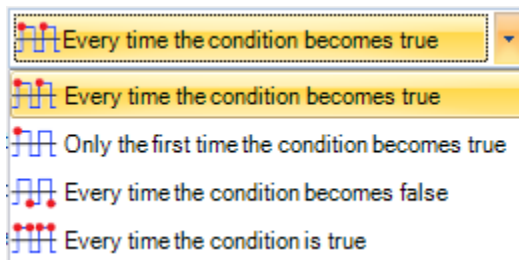 Every time the condition becomes true
Every time the condition becomes true
Only the first time the condition becomes true
Every time the condition becomes false
Every time the condition is true